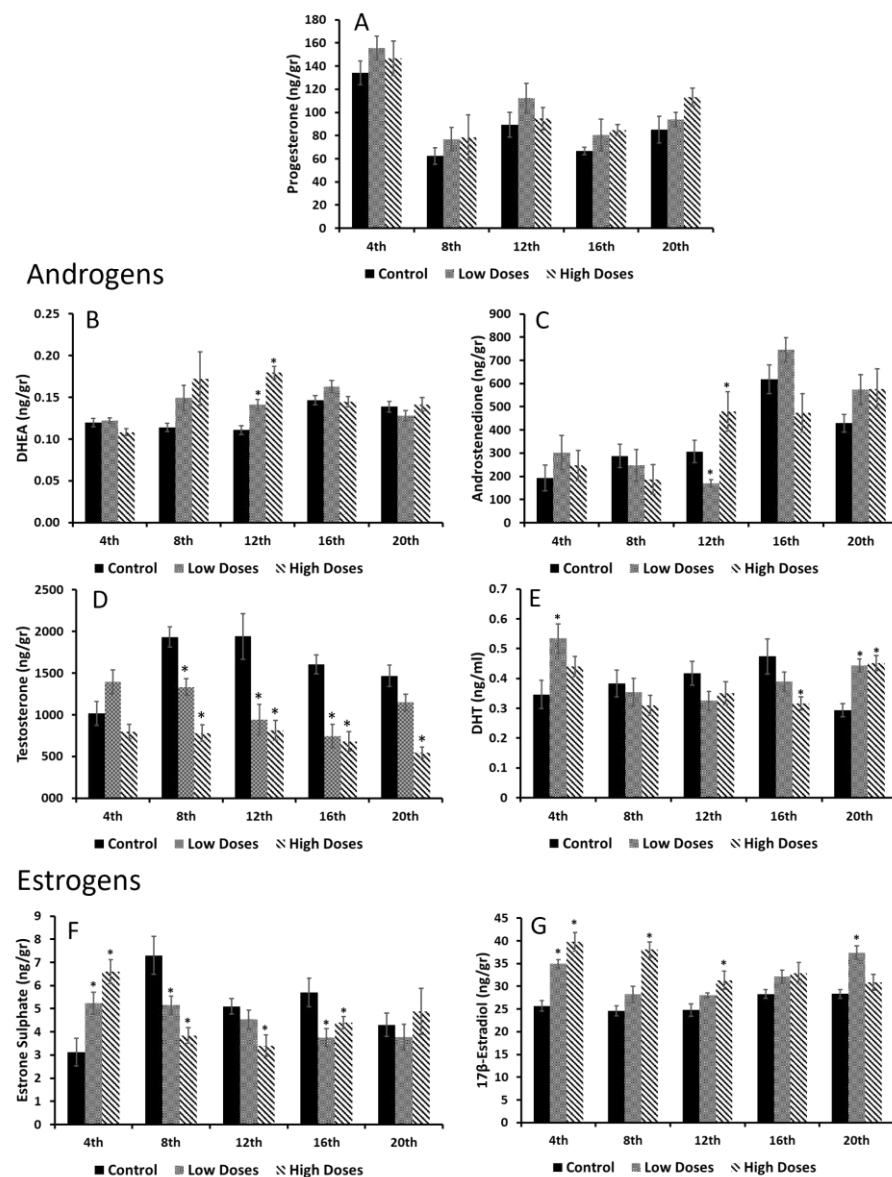 A
Progesterone (ng/gr)
180
160
140
120
100
80
60
40
20
0
4th 8th 12th 16th 20th
Control Low Doses High Doses
Androgens
B
DHEA (ng/gr)
0.25
0.20
0.15
0.10
0.05
0.00
* *
4th 8th 12th 16th 20th
Control Low Doses High Doses
C
Androstenedione (ng/gr)
900
800
700
600
500
400
300
200
100
0
* *
4th 8th 12th 16th 20th
Control Low Doses High Doses
D
Testosterone (ng/gr)
2500
2000
1500
1000
500
000
* * * * * * *
4th 8th 12th 16th 20th
Control Low Doses High Doses
E
DHT (ng/ml)
0.7
0.6
0.5
0.4
0.3
0.2
0.1
0
* * * *
4th 8th 12th 16th 20th
Control Low Doses High Doses
Estrogens
F
Estrone Sulphate (ng/gr)
9
8
7
6
5
4
3
2
1
0
* * * * * * *
4th 8th 12th 16th 20th
Control Low Doses High Doses
G
17β-Estradiol (ng/gr)
45
40
35
30
25
20
15
10
5
0
* * * * *
4th 8th 12th 16th 20th
Control Low Doses High Doses